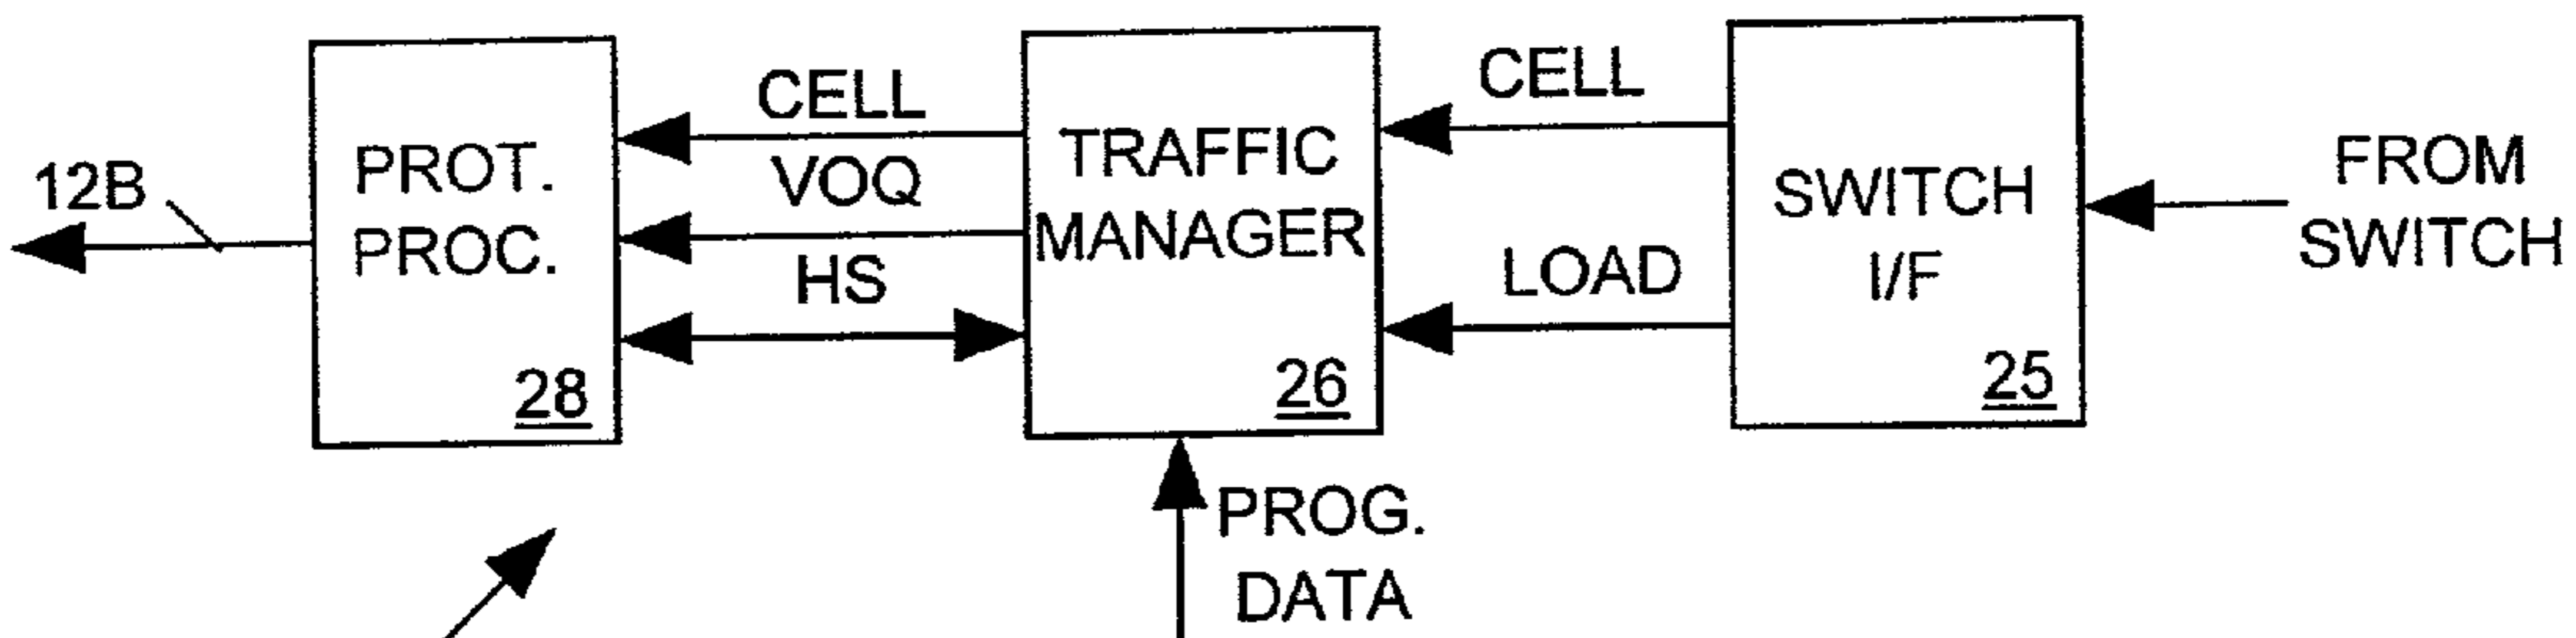 12B
PROT.
PROC.
28
CELL
VOQ
HS
TRAFFIC
MANAGER
26
CELL
LOAD
SWITCH
I/F
25
FROM
SWITCH
PROG.
DATA